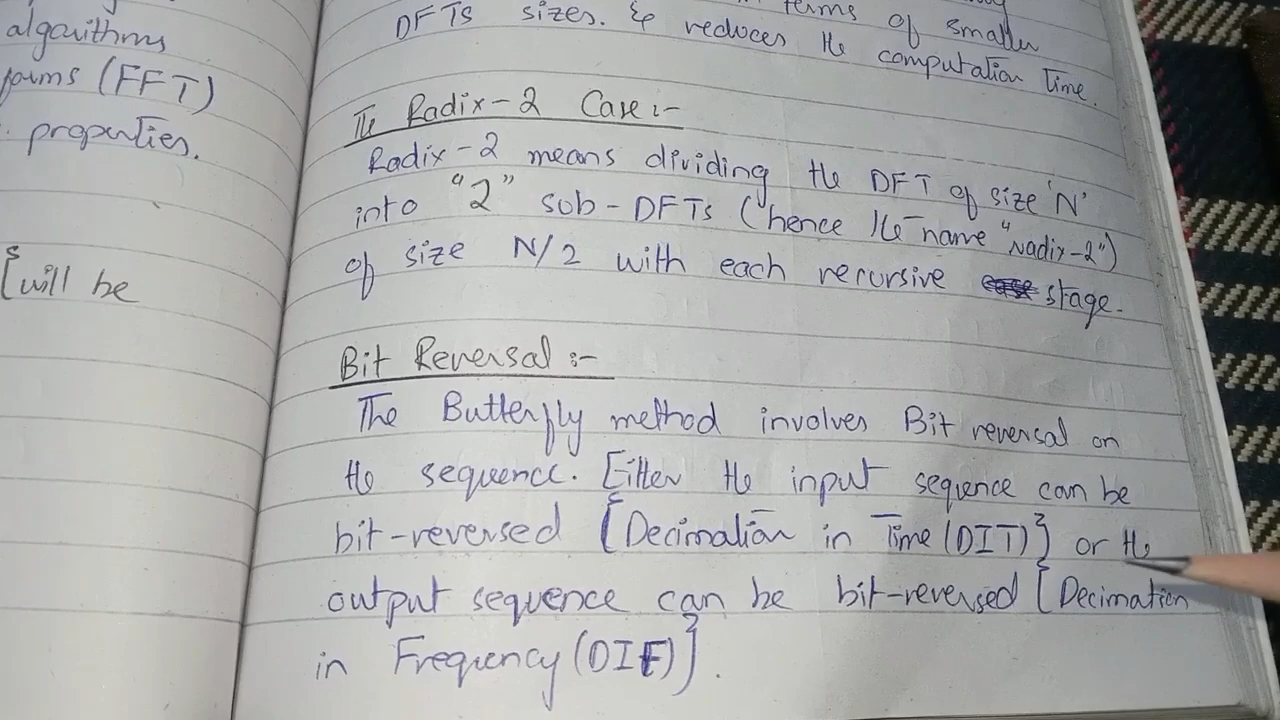 algorithms
forms (FFT)
properties.
{will be
terms of smaller
DFTs sizes. & reduces the computation Time.
The Radix-2 Case :-
Radix-2 means dividing the DFT of size 'N'
into "2" sub-DFTs (hence the name "radix-2")
of size N/2 with each recursive stage.
Bit Reversal :-
The Butterfly method involves Bit reversal on
the sequence. Either the input sequence can be
bit-reversed {Decimation in Time (DIT)} or the
output sequence can be bit-reversed {Decimation
in Frequency (DIF)}.